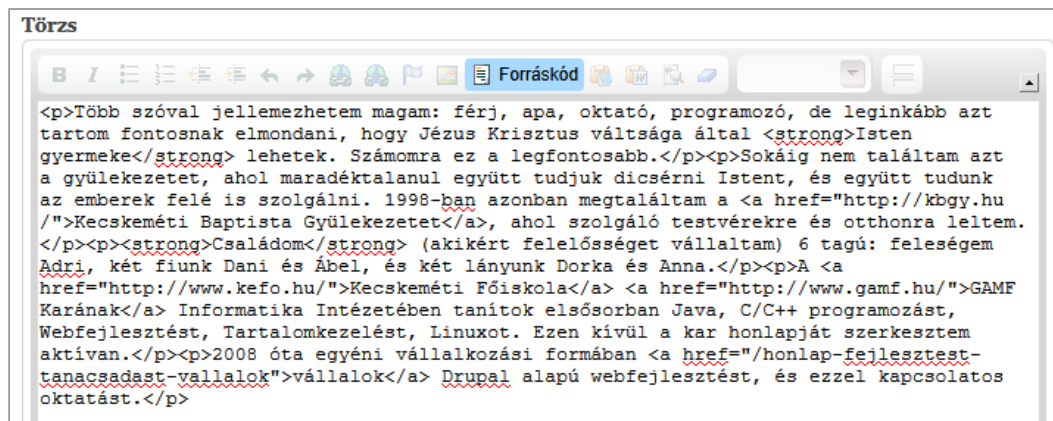 Törzs
B I Forráskód
<p>Több szóval jellemezhetem magam: férj, apa, oktató, programozó, de leginkább azt
tartom fontosnak elmondani, hogy Jézus Krisztus váltsága által <strong>Isten
gyermeke</strong> lehetek. Számomra ez a legfontosabb.</p><p>Sokáig nem találtam azt
a gyülekezetet, ahol maradéktalanul együtt tudjuk dicsérni Istent, és együtt tudunk
az emberek felé is szolgálni. 1998-ban azonban megtaláltam a <a href="http://kbgy.hu
/">Kecskeméti Baptista Gyülekezetet</a>, ahol szolgáló testvérekre és otthonra leltem.
</p><p><strong>Családom</strong> (akikért felelősséget vállaltam) 6 tagú: feleségem
Adri, két fiunk Dani és Ábel, és két lányunk Dorka és Anna.</p><p>A <a
href="http://www.kefo.hu/">Kecskeméti Főiskola</a> <a href="http://www.gamf.hu/">GAMF
Karának</a> Informatika Intézetében tanítok elsősorban Java, C/C++ programozást,
Webfejlesztést, Tartalomkezelést, Linuxot. Ezen kívül a kar honlapját szerkesztem
aktívan.</p><p>2008 óta egyéni vállalkozási formában <a href="/honlap-fejlesztest-
tanacsadast-vallalok">vállalok</a> Drupal alapú webfejlesztést, és ezzel kapcsolatos
oktatást.</p>